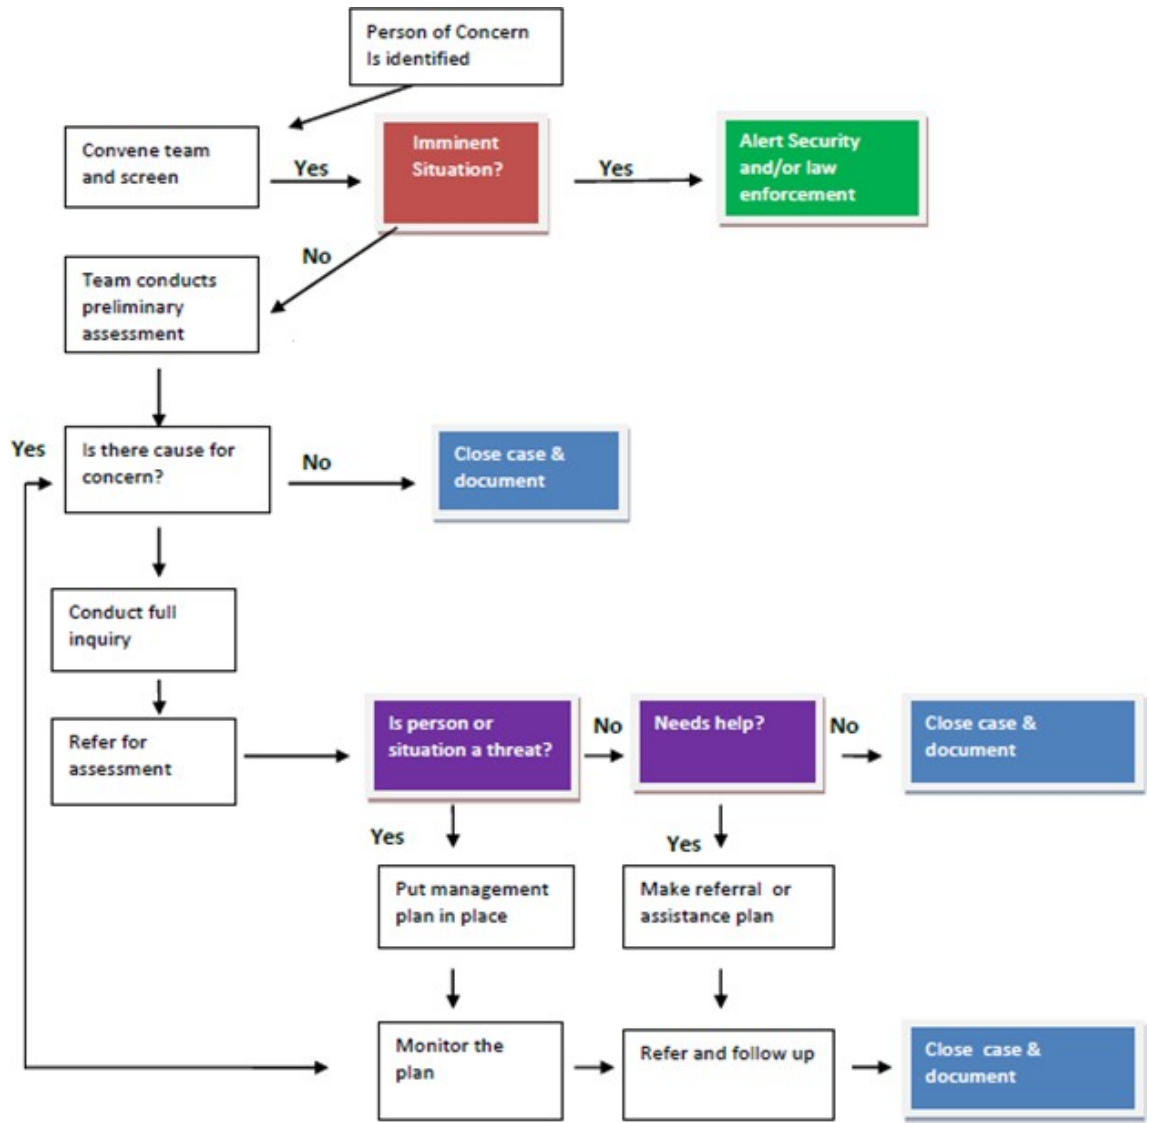 Person of Concern
Is identified
Convene team
and screen
Yes
Imminent
Situation?
Yes
Alert Security
and/or law
enforcement
No
Team conducts
preliminary
assessment
Yes
Is there cause for
concern?
No
Close case &
document
Conduct full
inquiry
Refer for
assessment
Is person or
situation a threat?
No
Needs help?
No
Close case &
document
Yes
Yes
Put management
plan in place
Make referral or
assistance plan
Monitor the
plan
Refer and follow up
Close case &
document